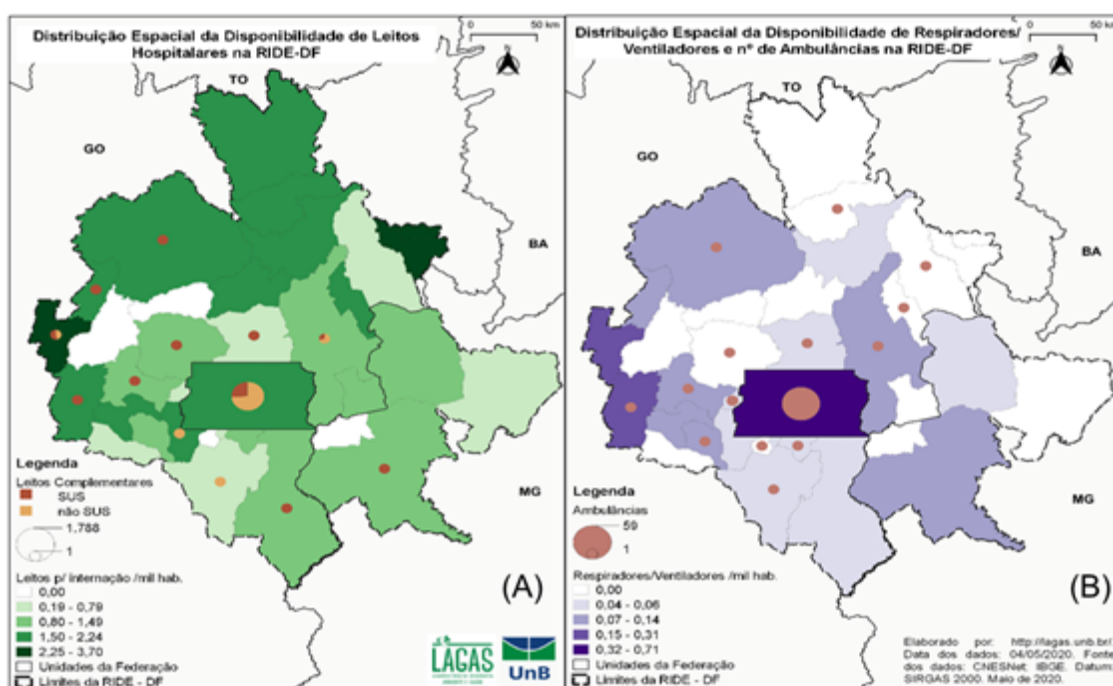 0 50 km
Distribuição Espacial da Disponibilidade de Leitos
Hospitalares na RIDE-DF
N
TO
GO
BA
MG
Legenda
Leitos Complementares
SUS
não SUS
1.788
1
Leitos p/ internação /mil hab.
0,00
0,19 - 0,79
0,80 - 1,49
1,50 - 2,24
2,25 - 3,70
Unidades da Federação
Limites da RIDE - DF
(A)
LAGAS
UnB
0 50 km
Distribuição Espacial da Disponibilidade de Respiradores/
Ventiladores e nº de Ambulâncias na RIDE-DF
N
TO
GO
BA
MG
Legenda
Ambulâncias
59
1
Respiradores/Ventiladores /mil hab.
0,00
0,04 - 0,06
0,07 - 0,14
0,15 - 0,31
0,32 - 0,71
Unidades da Federação
Limites da RIDE - DF
(B)
Elaborado por: http://lagas.unb.br/.
Data dos dados: 04/05/2020. Fonte
dos dados: CNESNet, IBGE. Datum:
SIRGAS 2000. Maio de 2020.